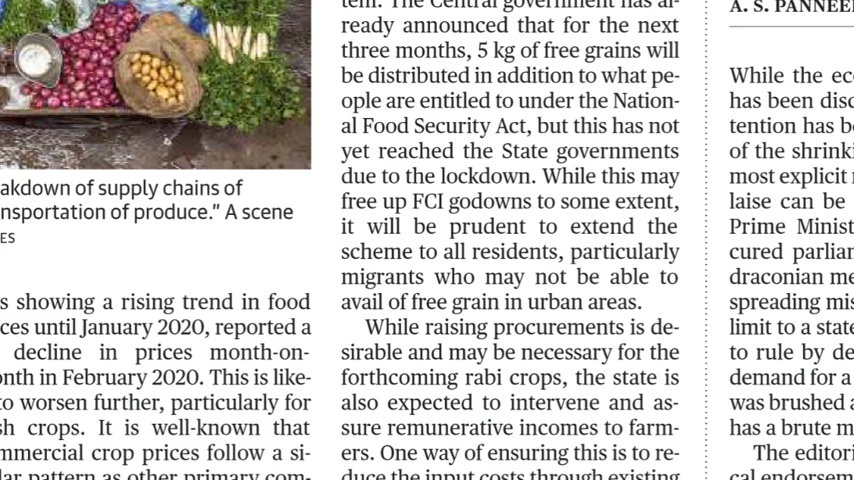 akdown of supply chains of
nsportation of produce." A scene
ES
s showing a rising trend in food
ces until January 2020, reported a
decline in prices month-on-
onth in February 2020. This is like-
to worsen further, particularly for
sh crops. It is well-known that
mmercial crop prices follow a si-
lar pattern as other primary com-
tem. The Central government has al-
ready announced that for the next
three months, 5 kg of free grains will
be distributed in addition to what pe-
ople are entitled to under the Nation-
al Food Security Act, but this has not
yet reached the State governments
due to the lockdown. While this may
free up FCI godowns to some extent,
it will be prudent to extend the
scheme to all residents, particularly
migrants who may not be able to
avail of free grain in urban areas.
While raising procurements is de-
sirable and may be necessary for the
forthcoming rabi crops, the state is
also expected to intervene and as-
sure remunerative incomes to farm-
ers. One way of ensuring this is to re-
duce the input costs through existing
A. S. PANNEE
While the ec
has been disc
tention has b
of the shrinki
most explicit
laise can be
Prime Minist
cured parlian
draconian me
spreading mis
limit to a state
to rule by de
demand for a
was brushed a
has a brute m
The editori
cal endorsem